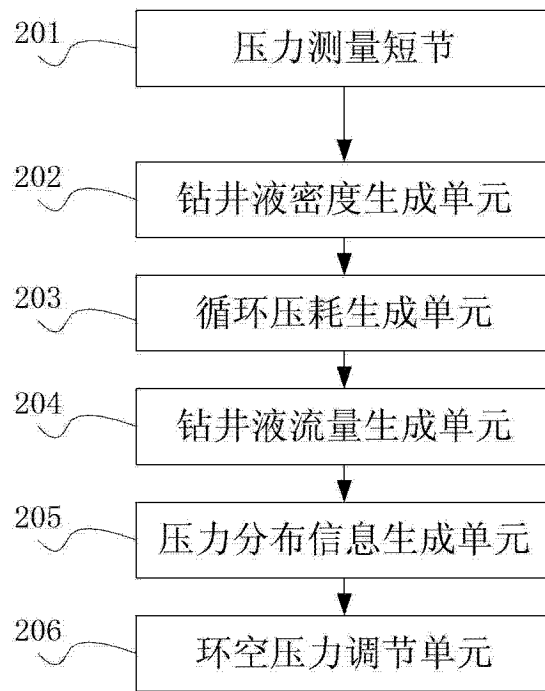 201
压力测量短节
202
钻井液密度生成单元
203
循环压耗生成单元
204
钻井液流量生成单元
205
压力分布信息生成单元
206
环空压力调节单元